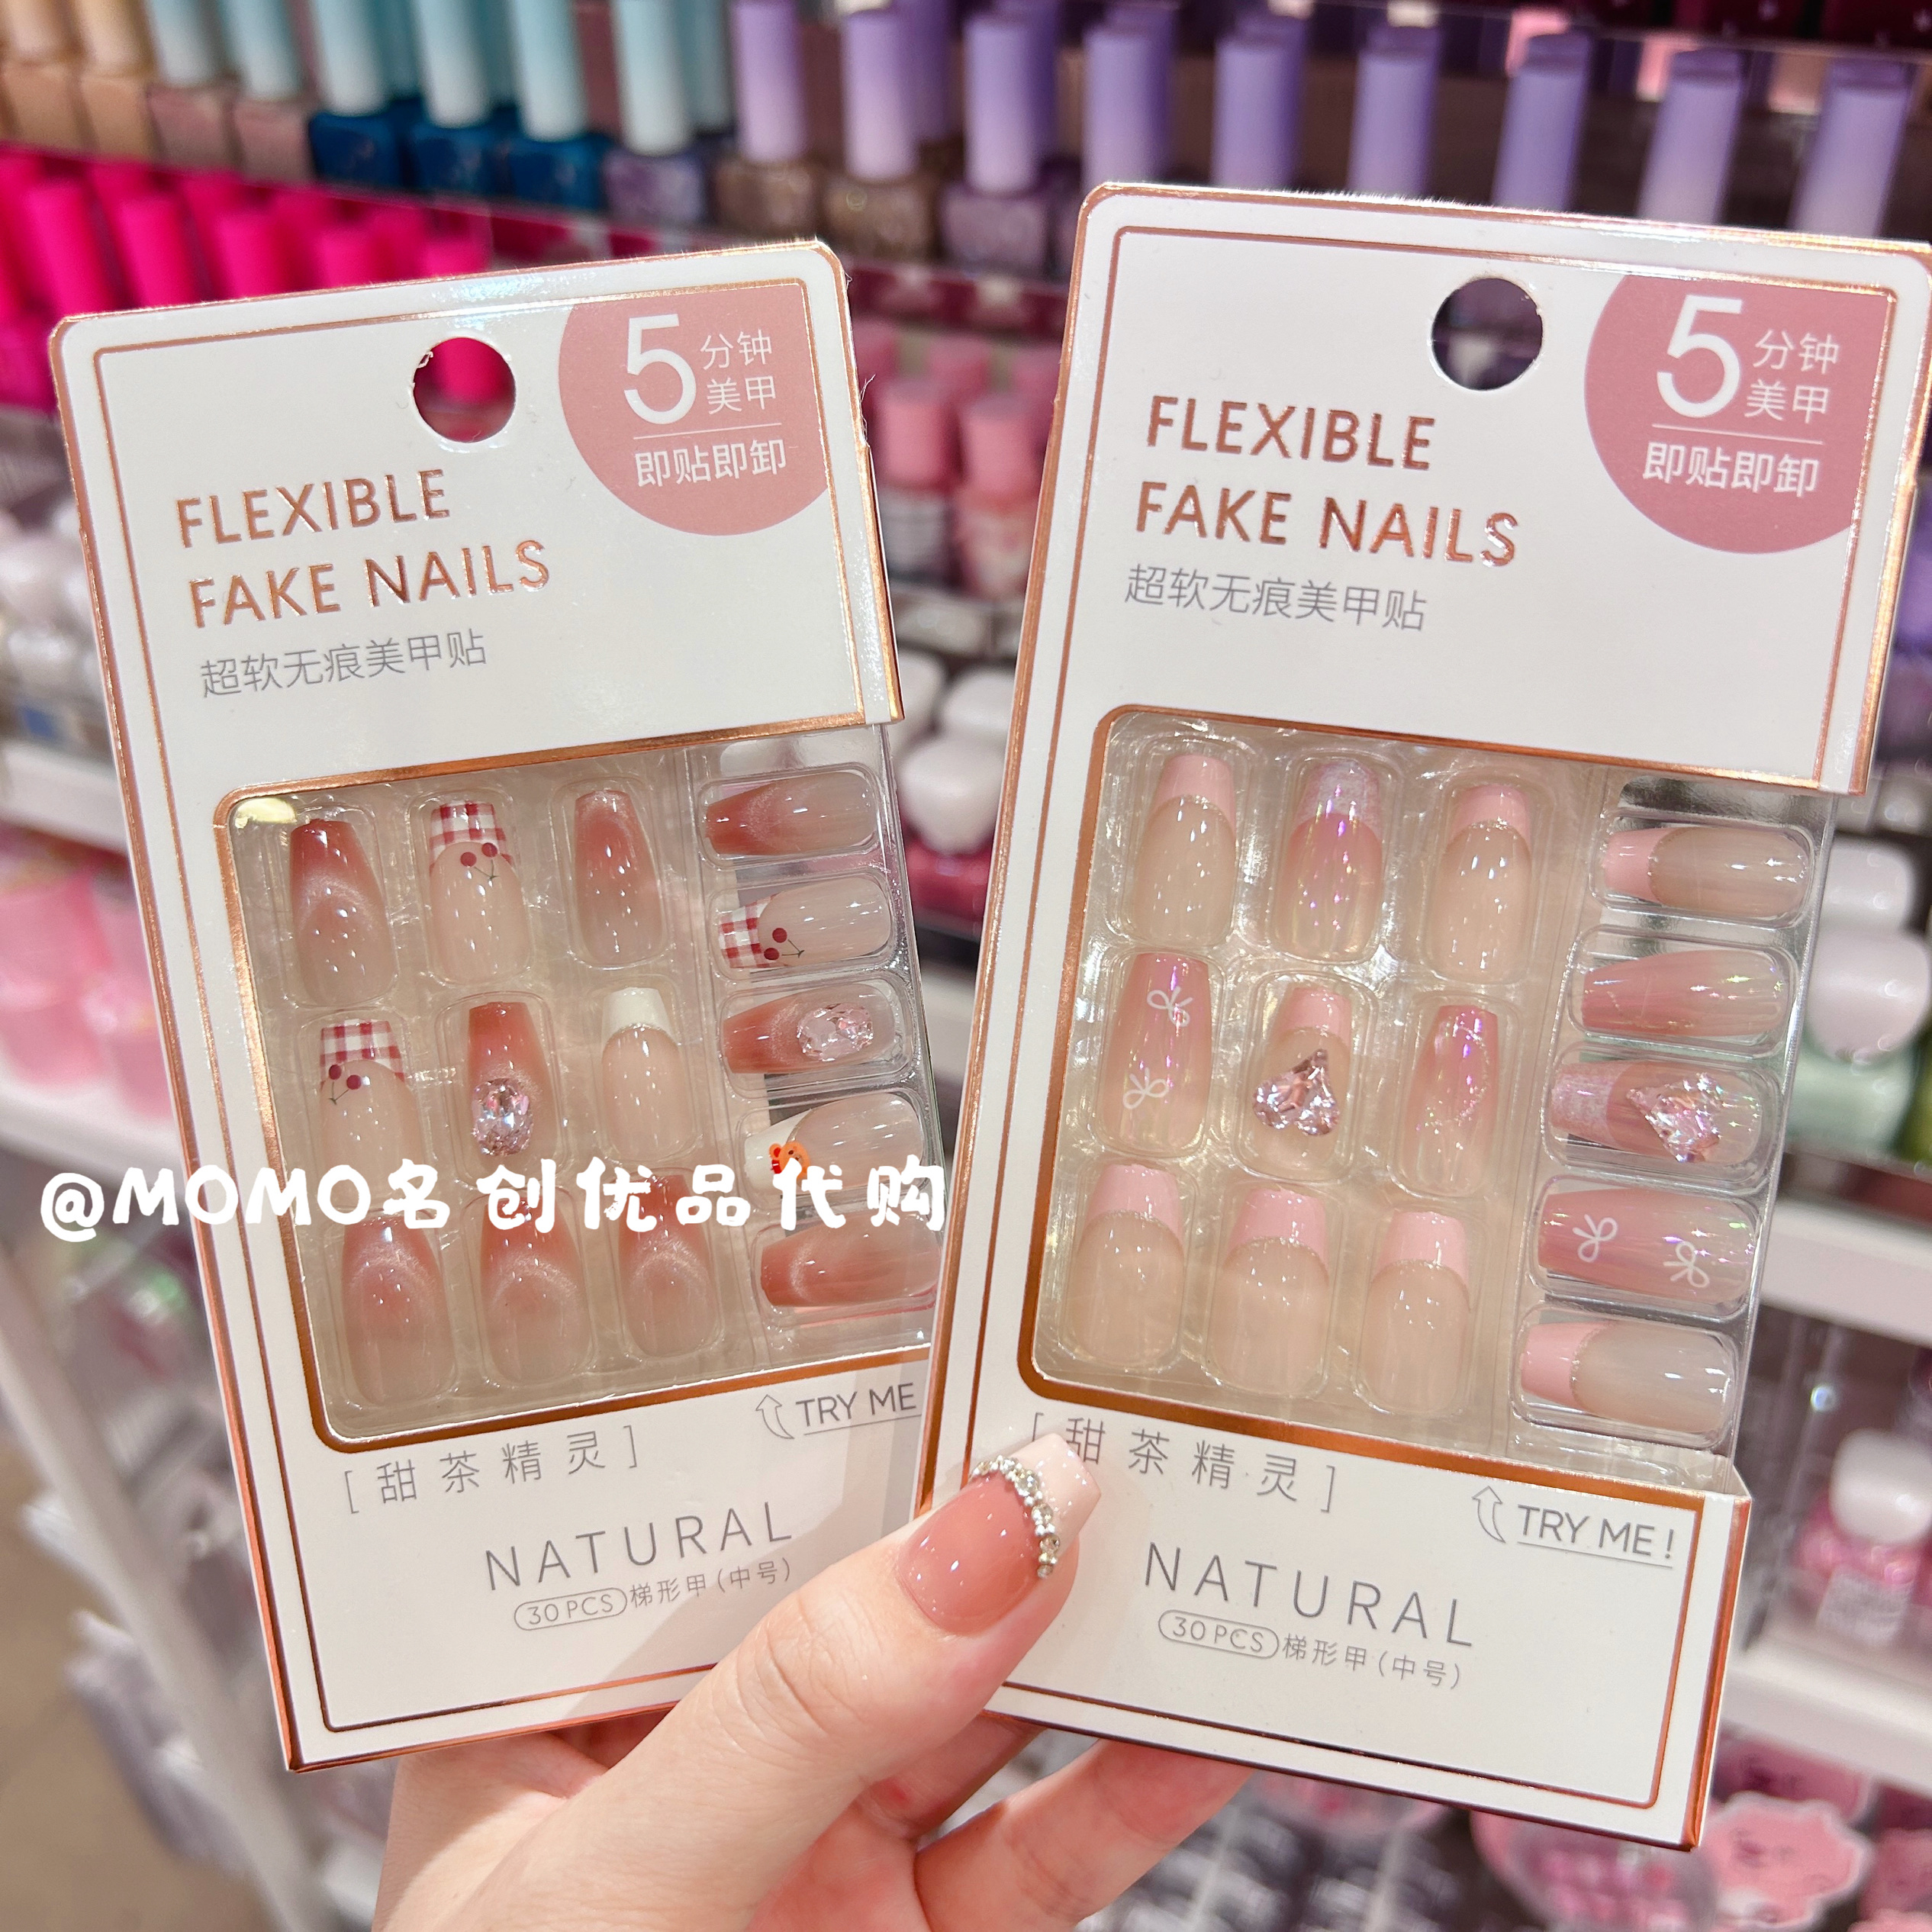 5分钟
美甲
即贴即卸
FLEXIBLE
FAKE NAILS
超软无痕美甲贴
TRY ME
[甜茶精灵]
NATURAL
30 PCS 梯形甲(中号)
5分钟
美甲
即贴即卸
FLEXIBLE
FAKE NAILS
超软无痕美甲贴
[甜茶精灵]
TRY ME!
NATURAL
30 PCS 梯形甲(中号)
@MOMO名创优品代购